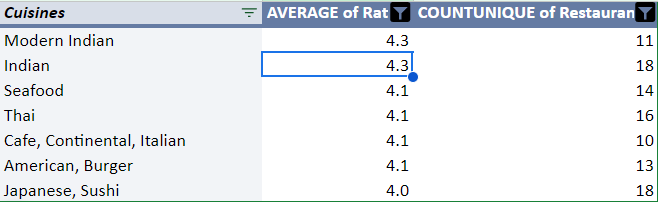 Cuisines AVERAGE of Rat COUNTUNIQUE of Restauran
Modern Indian 4.3 11
Indian 4.3 18
Seafood 4.1 14
Thai 4.1 16
Cafe, Continental, Italian 4.1 10
American, Burger 4.1 13
Japanese, Sushi 4.0 18